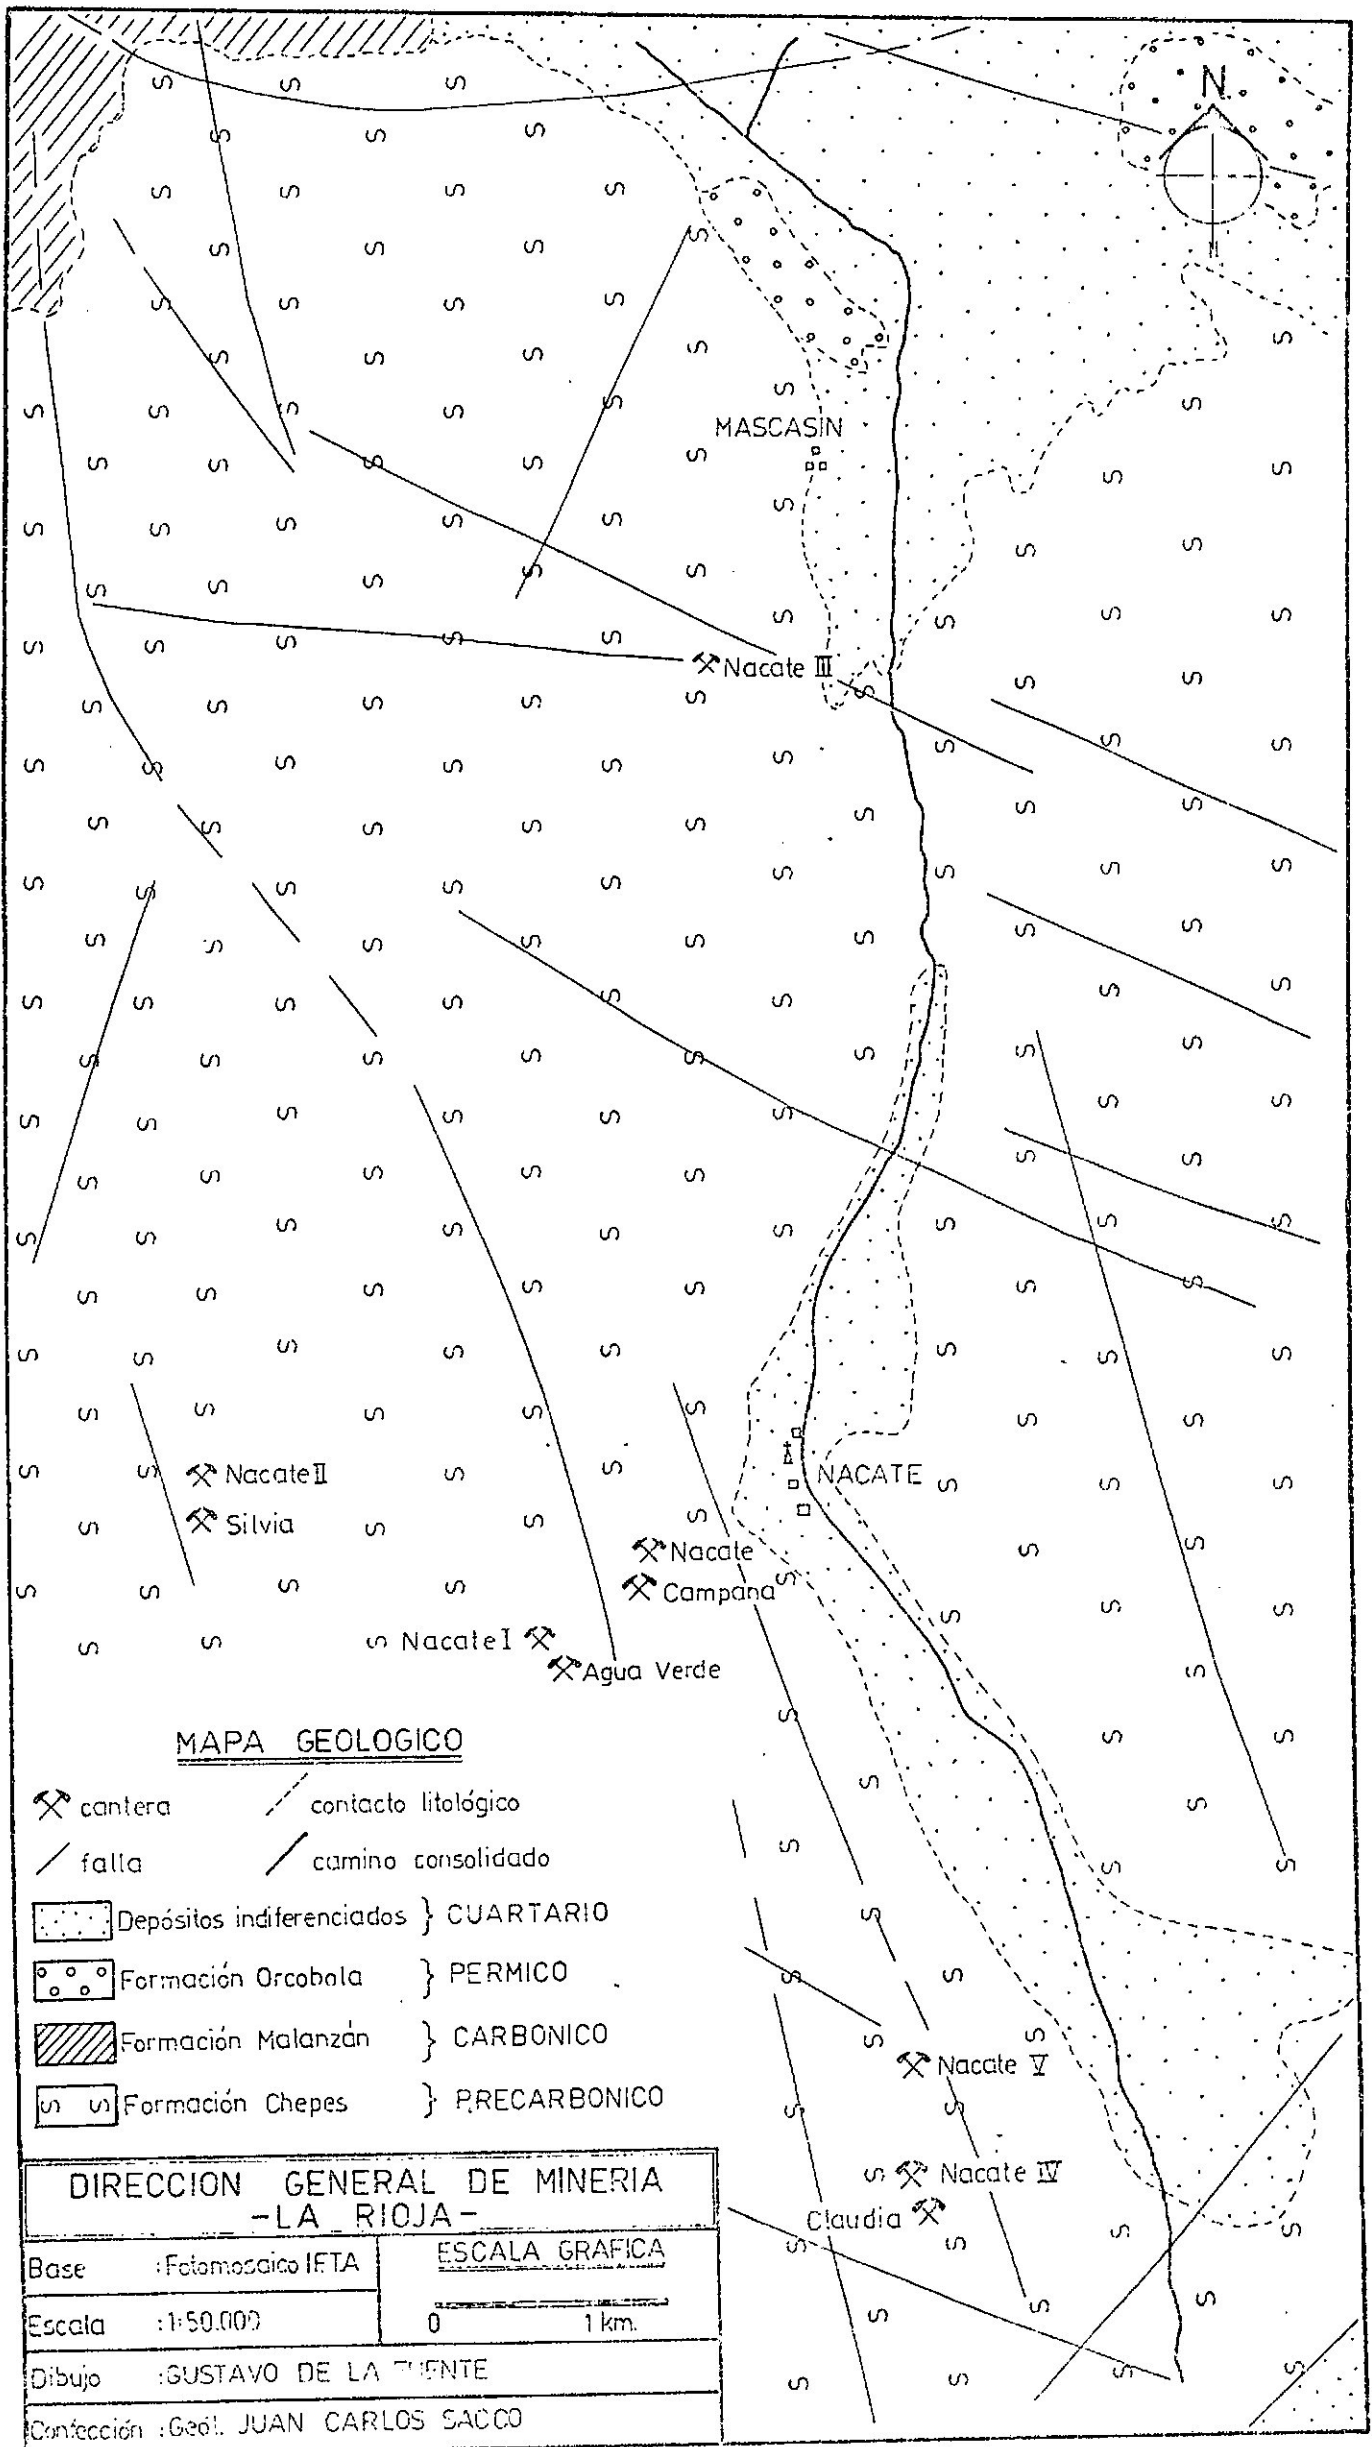 N
MASCASIN
Nacate III
Nacate II
Silvia
NACATE
Nacate
Campana
Nacate I
Agua Verde
MAPA GEOLOGICO
cantera
contacto litológico
falla
camino consolidado
Depósitos indiferenciados } CUARTARIO
Formación Orcobola } PERMICO
Formación Malanzán } CARBONICO
Formación Chepes } PRECARBONICO
Nacate V
Nacate IV
Claudia
DIRECCION GENERAL DE MINERIA
-LA RIOJA-
Base :Fotomosaico IFTA
ESCALA GRAFICA
0 1 km.
Escala :1:50.000
Dibujo :GUSTAVO DE LA FUENTE
Confección :Geól. JUAN CARLOS SACCO